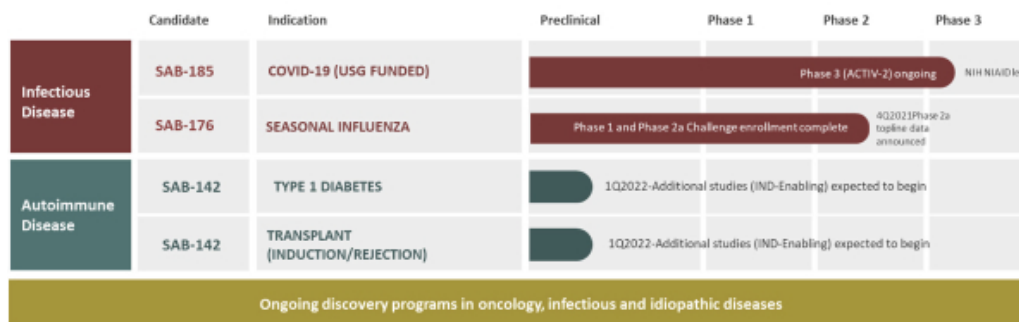 Candidate Indication Preclinical Phase 1 Phase 2 Phase 3
Infectious
Disease
SAB-185 COVID-19 (USG FUNDED) Phase 3 (ACTIV-2) ongoing NIH NIAID le
SAB-176 SEASONAL INFLUENZA Phase 1 and Phase 2a Challenge enrollment complete
4Q2021Phase 2a
topline data
announced
Autoimmune
Disease
SAB-142 TYPE 1 DIABETES 1Q2022-Additional studies (IND-Enabling) expected to begin
SAB-142
TRANSPLANT
(INDUCTION/REJECTION)
1Q2022-Additional studies (IND-Enabling) expected to begin
Ongoing discovery programs in oncology, infectious and idiopathic diseases